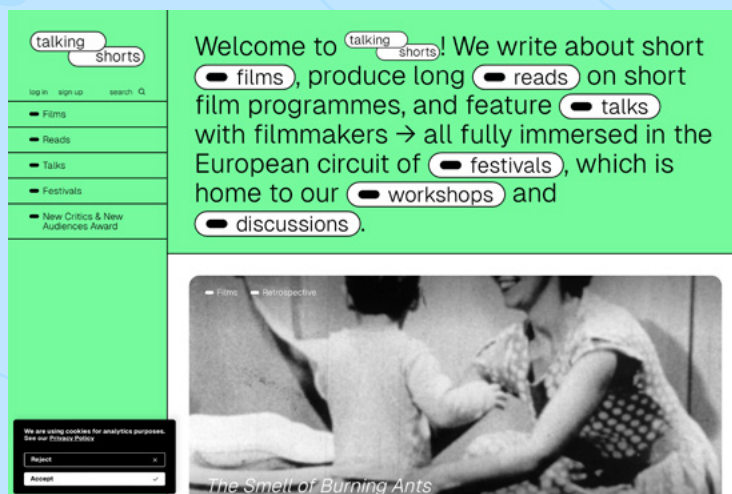 talking
shorts
log in sign up search
Films
Reads
Talks
Festivals
New Critics & New
Audiences Award
We are using cookies for analytics purposes.
See our Privacy Policy
Reject
Accept
Welcome to talking shorts! We write about short
films, produce long reads on short
film programmes, and feature talks
with filmmakers → all fully immersed in the
European circuit of festivals, which is
home to our workshops and
discussions.
Films Retrospective
The Smell of Burning Ants